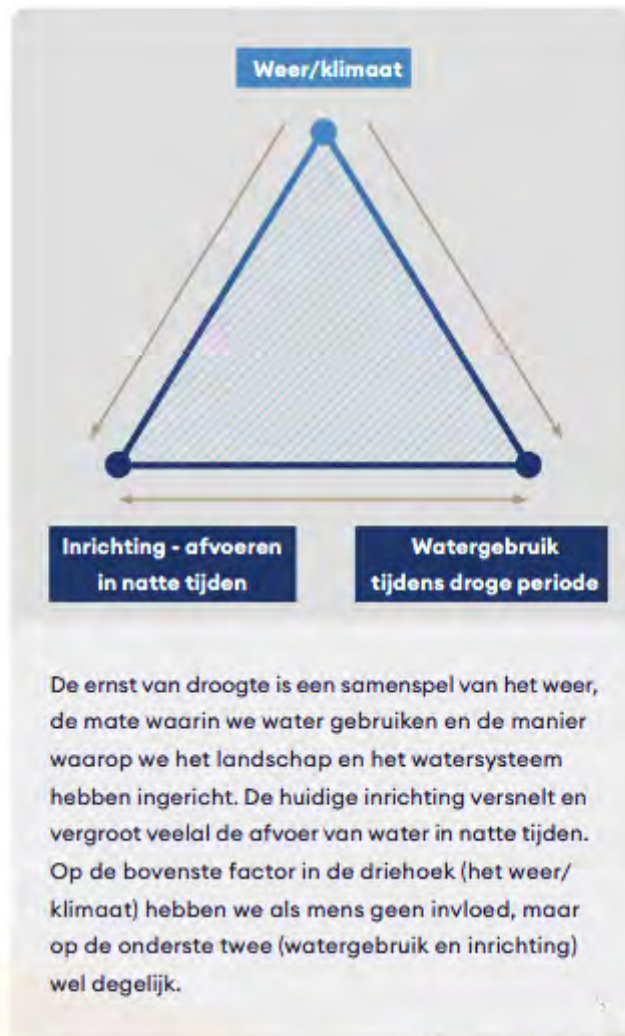 Weer/klimaat
Inrichting - afvoeren
in natte tijden
Watergebruik
tijdens droge periode
De ernst van droogte is een samenspel van het weer,
de mate waarin we water gebruiken en de manier
waarop we het landschap en het watersysteem
hebben ingericht. De huidige inrichting versnelt en
vergroot veelal de afvoer van water in natte tijden.
Op de bovenste factor in de driehoek (het weer/
klimaat) hebben we als mens geen invloed, maar
op de onderste twee (watergebruik en inrichting)
wel degelijk.